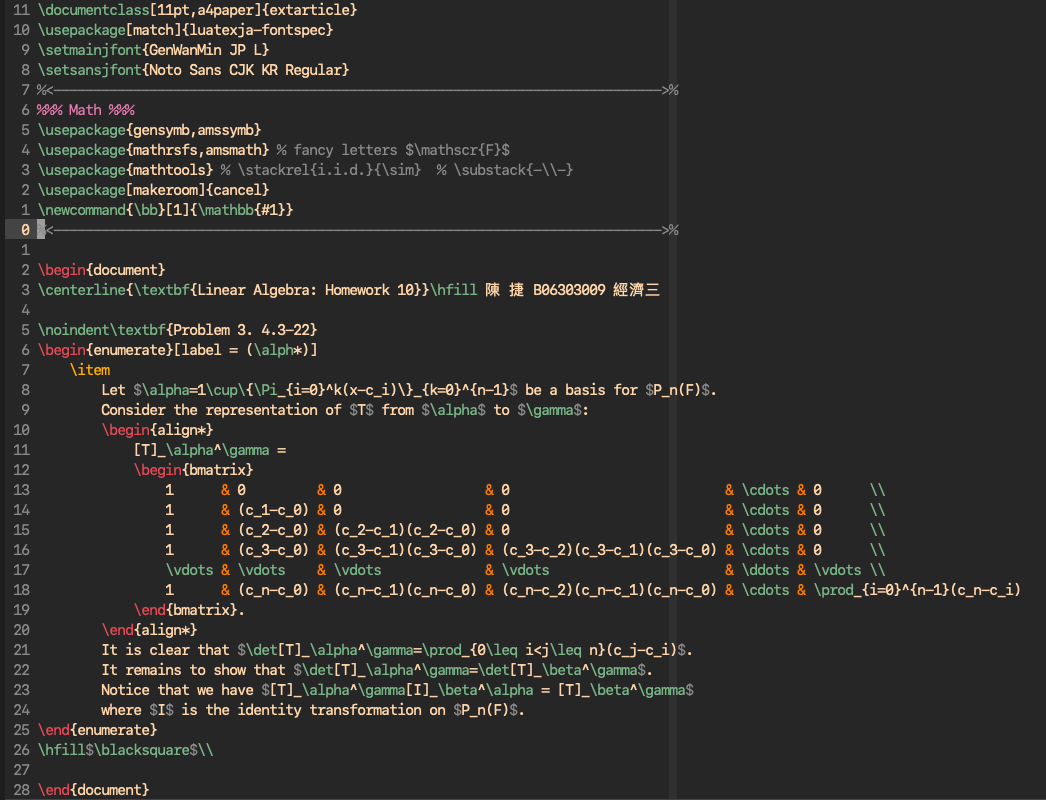 11 \documentclass[11pt,a4paper]{extarticle}
10 \usepackage[match]{luatexja-fontspec}
9 \setmainjfont{GenWanMin JP L}
8 \setsansjfont{Noto Sans CJK KR Regular}
7 %<────────────────────────────────────────────────────────────────────────────>%
6 %%% Math %%%
5 \usepackage{gensymb,amssymb}
4 \usepackage{mathrsfs,amsmath} % fancy letters $\mathscr{F}$
3 \usepackage{mathtools} % \stackrel{i.i.d.}{\sim}  % \substack{-\\-}
2 \usepackage[makeroom]{cancel}
1 \newcommand{\bb}[1]{\mathbb{#1}}
0 %<────────────────────────────────────────────────────────────────────────────>%
1
2 \begin{document}
3 \centerline{\textbf{Linear Algebra: Homework 10}}\hfill 陳 捷 B06303009 經濟三
4
5 \noindent\textbf{Problem 3. 4.3-22}
6 \begin{enumerate}[label = (\alph*)]
7     \item
8         Let $\alpha=1\cup\{\Pi_{i=0}^k(x-c_i)\}_{k=0}^{n-1}$ be a basis for $P_n(F)$.
9         Consider the representation of $T$ from $\alpha$ to $\gamma$:
10         \begin{align*}
11             [T]_\alpha^\gamma =
12             \begin{bmatrix}
13                 1      & 0         & 0                  & 0                           & \cdots & 0      \\
14                 1      & (c_1-c_0) & 0                  & 0                           & \cdots & 0      \\
15                 1      & (c_2-c_0) & (c_2-c_1)(c_2-c_0) & 0                           & \cdots & 0      \\
16                 1      & (c_3-c_0) & (c_3-c_1)(c_3-c_0) & (c_3-c_2)(c_3-c_1)(c_3-c_0) & \cdots & 0      \\
17                 \vdots & \vdots    & \vdots             & \vdots                      & \ddots & \vdots \\
18                 1      & (c_n-c_0) & (c_n-c_1)(c_n-c_0) & (c_n-c_2)(c_n-c_1)(c_n-c_0) & \cdots & \prod_{i=0}^{n-1}(c_n-c_i)
19             \end{bmatrix}.
20         \end{align*}
21         It is clear that $\det[T]_\alpha^\gamma=\prod_{0\leq i<j\leq n}(c_j-c_i)$.
22         It remains to show that $\det[T]_\alpha^\gamma=\det[T]_\beta^\gamma$.
23         Notice that we have $[T]_\alpha^\gamma[I]_\beta^\alpha = [T]_\beta^\gamma$
24         where $I$ is the identity transformation on $P_n(F)$.
25 \end{enumerate}
26 \hfill$\blacksquare$\\
27
28 \end{document}